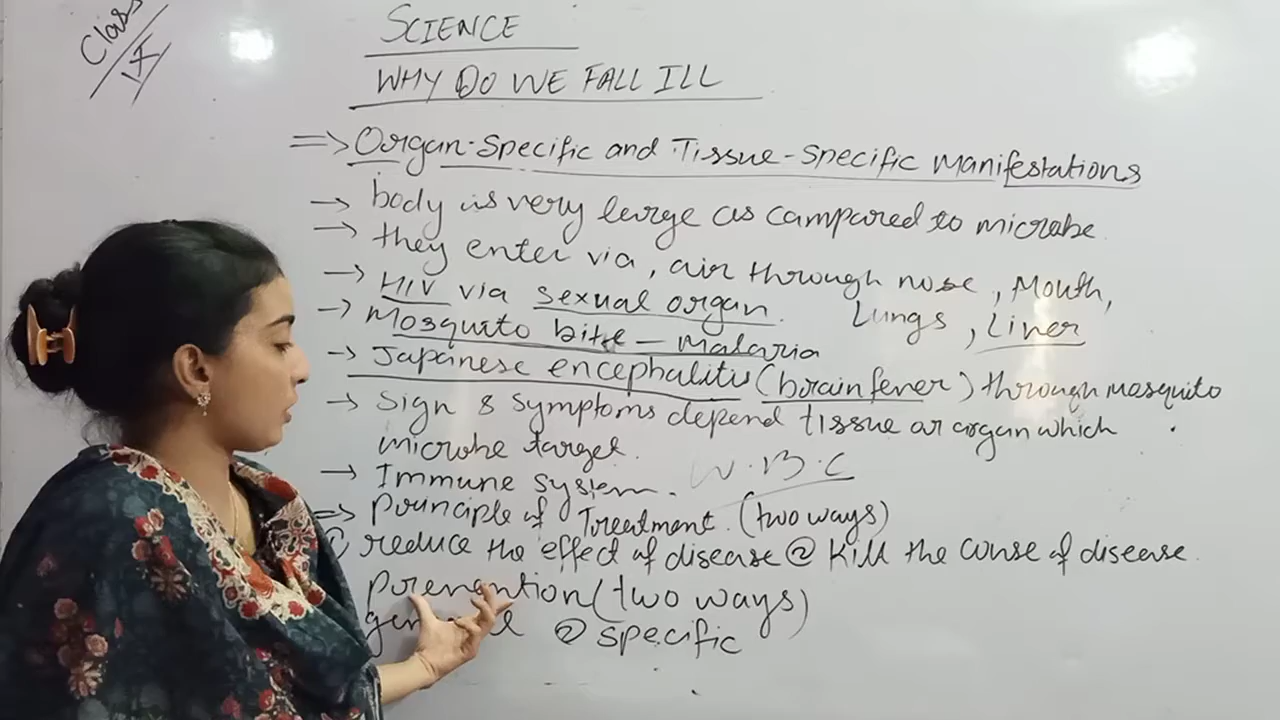 Class
IX
SCIENCE
WHY DO WE FALL ILL
=> Organ-Specific and Tissue-Specific Manifestations
→ body is very large as campared to microbe
→ they enter via, air through nose, Mouth,
→ HIV via sexual organ. Lungs, Liver
→ Mosquito bite – Malaria
→ Japanese encephalitis (brain fever) through mosquito
→ Sign & Symptoms depend tissue or organ which
microbe target.
→ Immune system. W.B.C
=> Principle of Treatment. (two ways)
① reduce the effect of disease ② Kill the cause of disease.
Prevention (two ways)
② specific